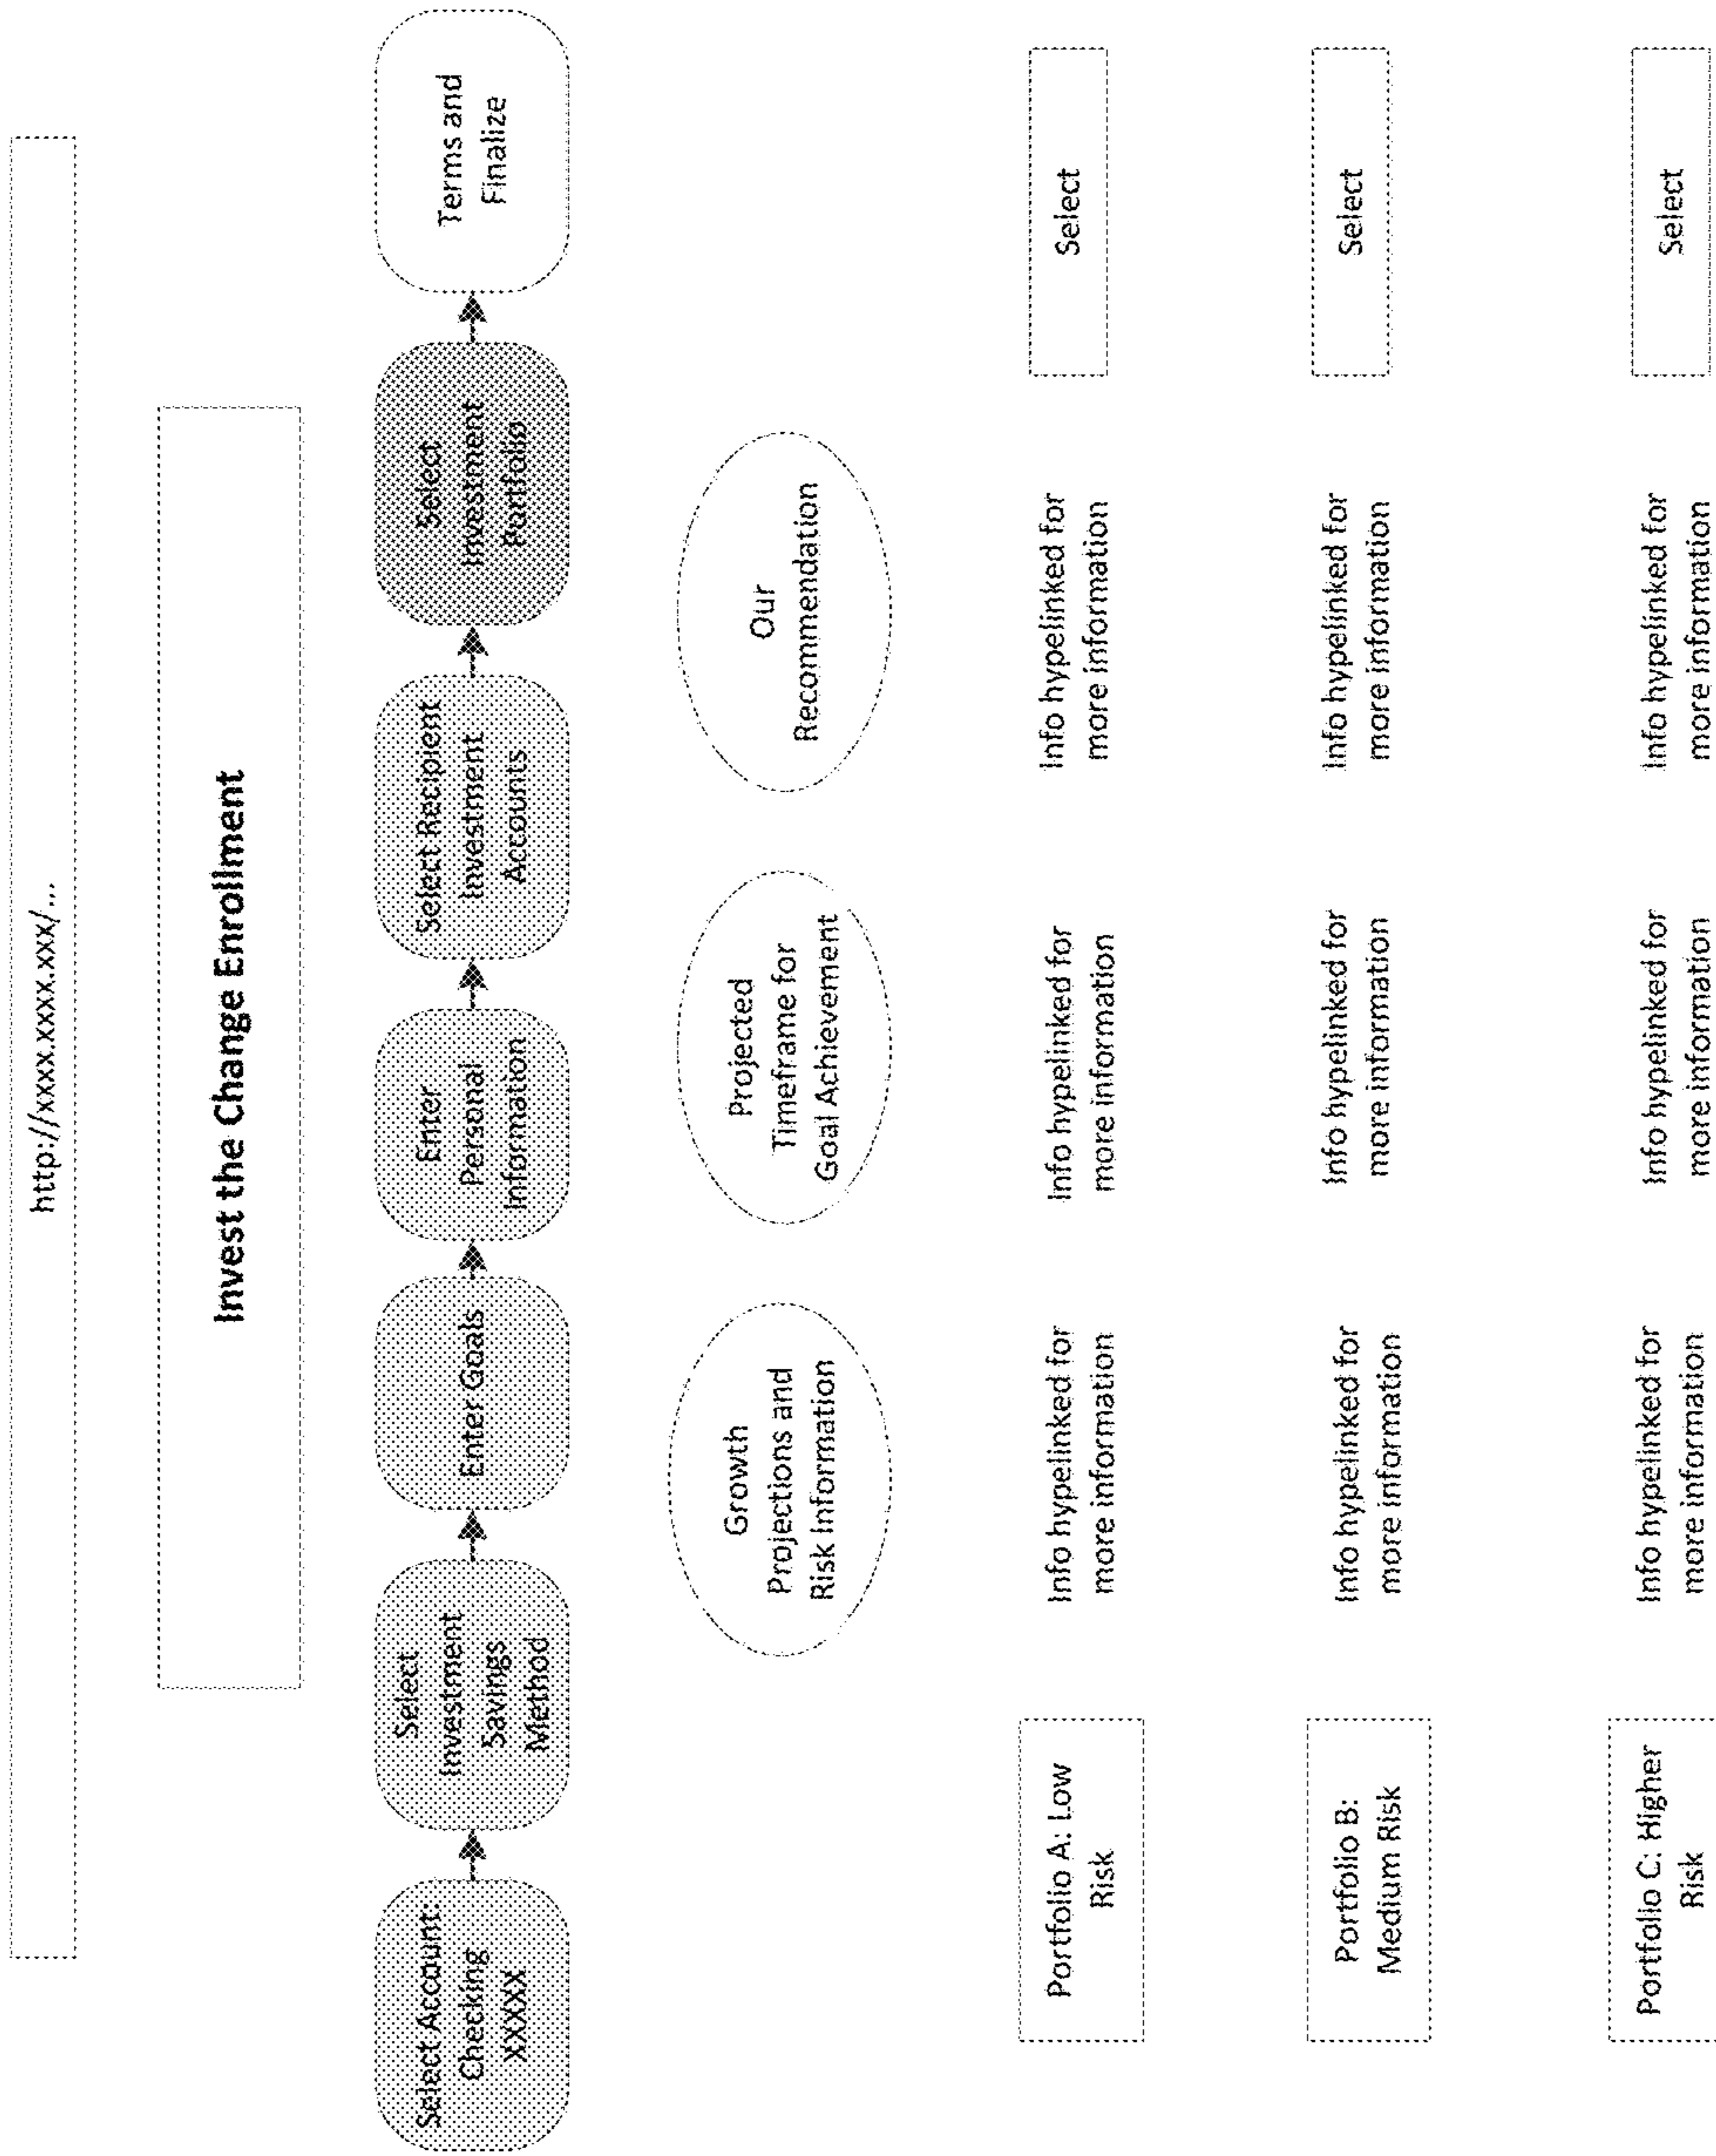 http://xxx.xxxx.xxx/...
Invest the Change Enrollment
Select Account:
Checking
XXXXX
Select
Investment
Savings
Method
Enter Goals
Enter
Personal
Information
Select Recipient
Investment
Accounts
Select
Investment
Portfolio
Terms and
Finalize
Growth
Projections and
Risk Information
Projected
Timeframe for
Goal Achievement
Our
Recommendation
Portfolio A: Low
Risk
Info hypelinked for
more information
Info hypelinked for
more information
Info hypelinked for
more information
Select
Portfolio B:
Medium Risk
Info hypelinked for
more information
Info hypelinked for
more information
Info hypelinked for
more information
Select
Portfolio C: Higher
Risk
Info hypelinked for
more information
Info hypelinked for
more information
Info hypelinked for
more information
Select